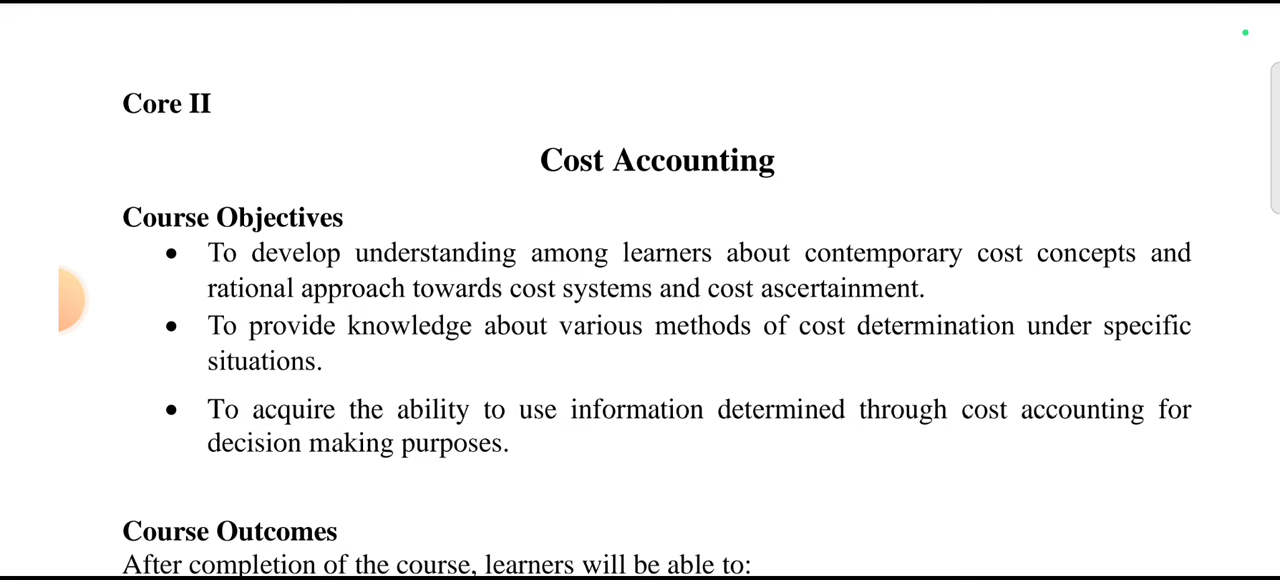 Core II
Cost Accounting
Course Objectives
• To develop understanding among learners about contemporary cost concepts and
rational approach towards cost systems and cost ascertainment.
• To provide knowledge about various methods of cost determination under specific
situations.
• To acquire the ability to use information determined through cost accounting for
decision making purposes.
Course Outcomes
After completion of the course, learners will be able to: